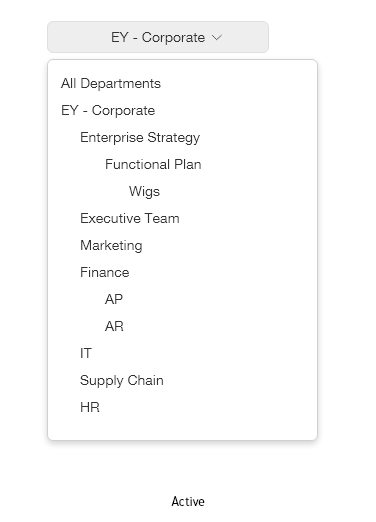 EY - Corporate
All Departments
EY - Corporate
Enterprise Strategy
Functional Plan
Wigs
Executive Team
Marketing
Finance
AP
AR
IT
Supply Chain
HR
Active